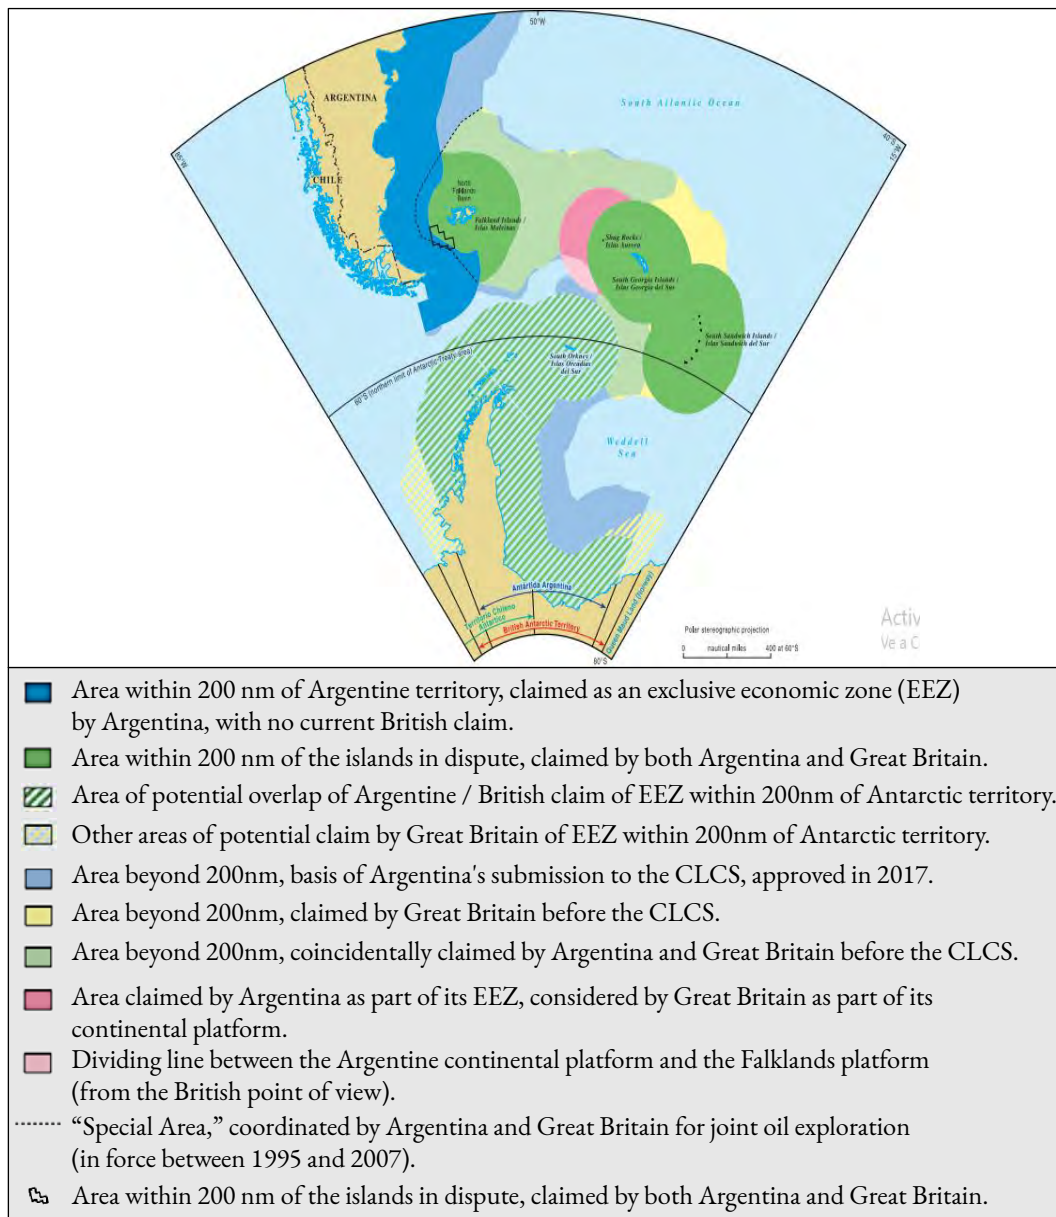 50°W
South Atlantic Ocean
40°S
15°W
85°W
ARGENTINA
CHILE
North
Falklands
Basin
Falkland Islands /
Islas Malvinas
Shag Rocks /
Islas Aurora
South Georgia Islands /
Islas Georgia del Sur
South Sandwich Islands /
Islas Sandwich del Sur
South Orkney /
Islas Orcadas
del Sur
60°S (northern limit of Antarctic Treaty area)
Weddell
Sea
Antártida Argentina
Territorio Chileno
Antártico
British Antarctic Territory
Queen Maud Land (Norway)
80°S
Polar stereographic projection
0 nautical miles 400 at 60°S
Activ
Ve a C
Area within 200 nm of Argentine territory, claimed as an exclusive economic zone (EEZ)
by Argentina, with no current British claim.
Area within 200 nm of the islands in dispute, claimed by both Argentina and Great Britain.
Area of potential overlap of Argentine / British claim of EEZ within 200nm of Antarctic territory.
Other areas of potential claim by Great Britain of EEZ within 200nm of Antarctic territory.
Area beyond 200nm, basis of Argentina's submission to the CLCS, approved in 2017.
Area beyond 200nm, claimed by Great Britain before the CLCS.
Area beyond 200nm, coincidentally claimed by Argentina and Great Britain before the CLCS.
Area claimed by Argentina as part of its EEZ, considered by Great Britain as part of its
continental platform.
Dividing line between the Argentine continental platform and the Falklands platform
(from the British point of view).
“Special Area,” coordinated by Argentina and Great Britain for joint oil exploration
(in force between 1995 and 2007).
Area within 200 nm of the islands in dispute, claimed by both Argentina and Great Britain.